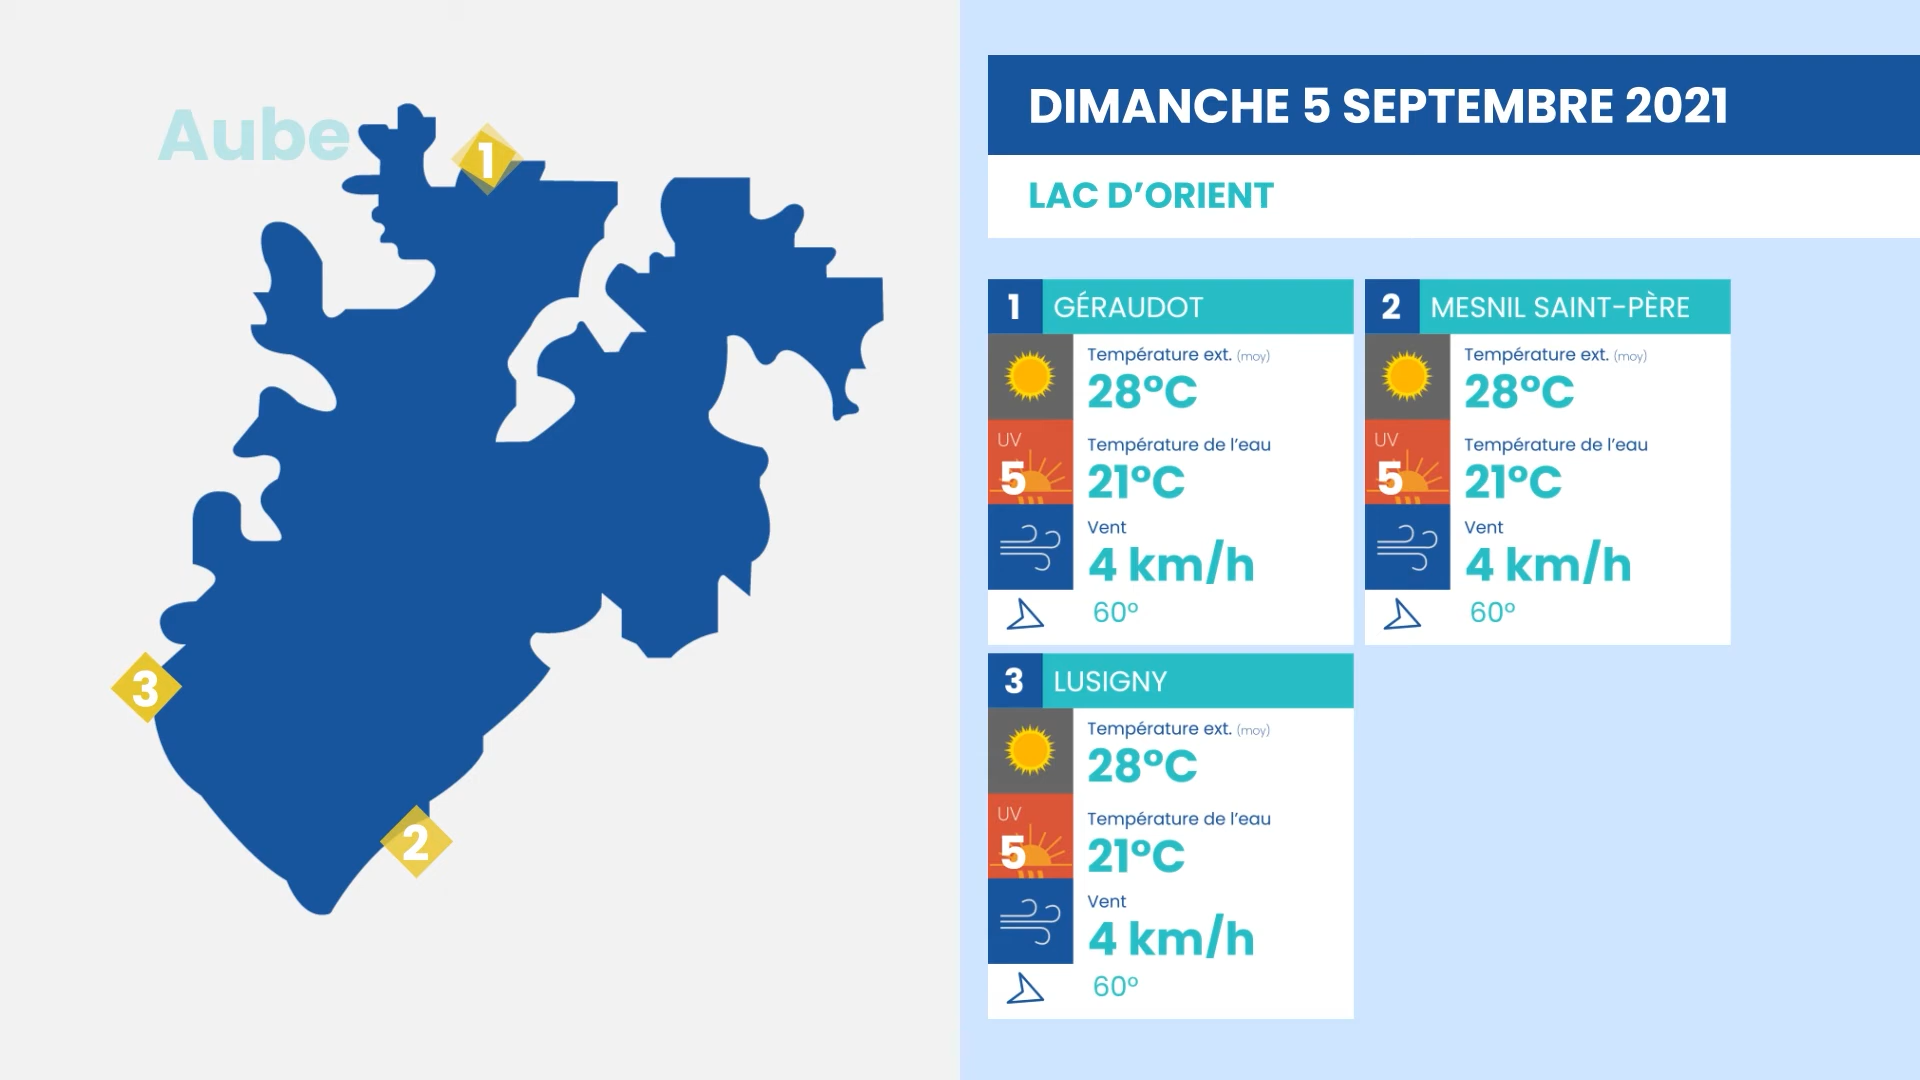 Aube
1
3
2
DIMANCHE 5 SEPTEMBRE 2021
LAC D’ORIENT
1 GÉRAUDOT
Température ext. (moy)
28°C
UV
5
Température de l’eau
21°C
Vent
4 km/h
60°
2 MESNIL SAINT-PÈRE
Température ext. (moy)
28°C
UV
5
Température de l’eau
21°C
Vent
4 km/h
60°
3 LUSIGNY
Température ext. (moy)
28°C
UV
5
Température de l’eau
21°C
Vent
4 km/h
60°